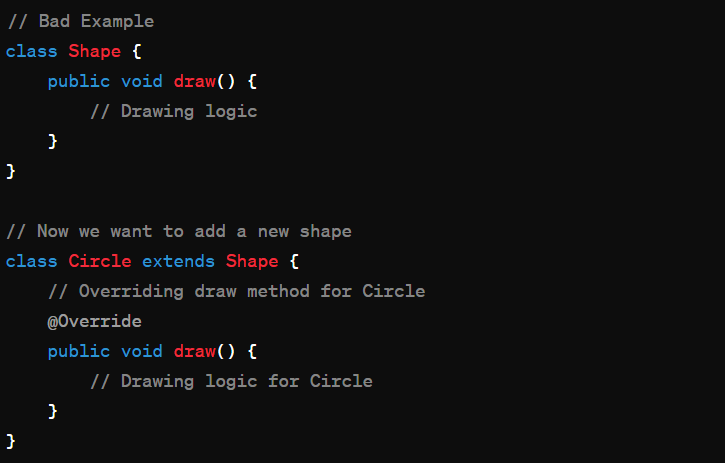 // Bad Example
class Shape {
    public void draw() {
        // Drawing logic
    }
}

// Now we want to add a new shape
class Circle extends Shape {
    // Overriding draw method for Circle
    @Override
    public void draw() {
        // Drawing logic for Circle
    }
}